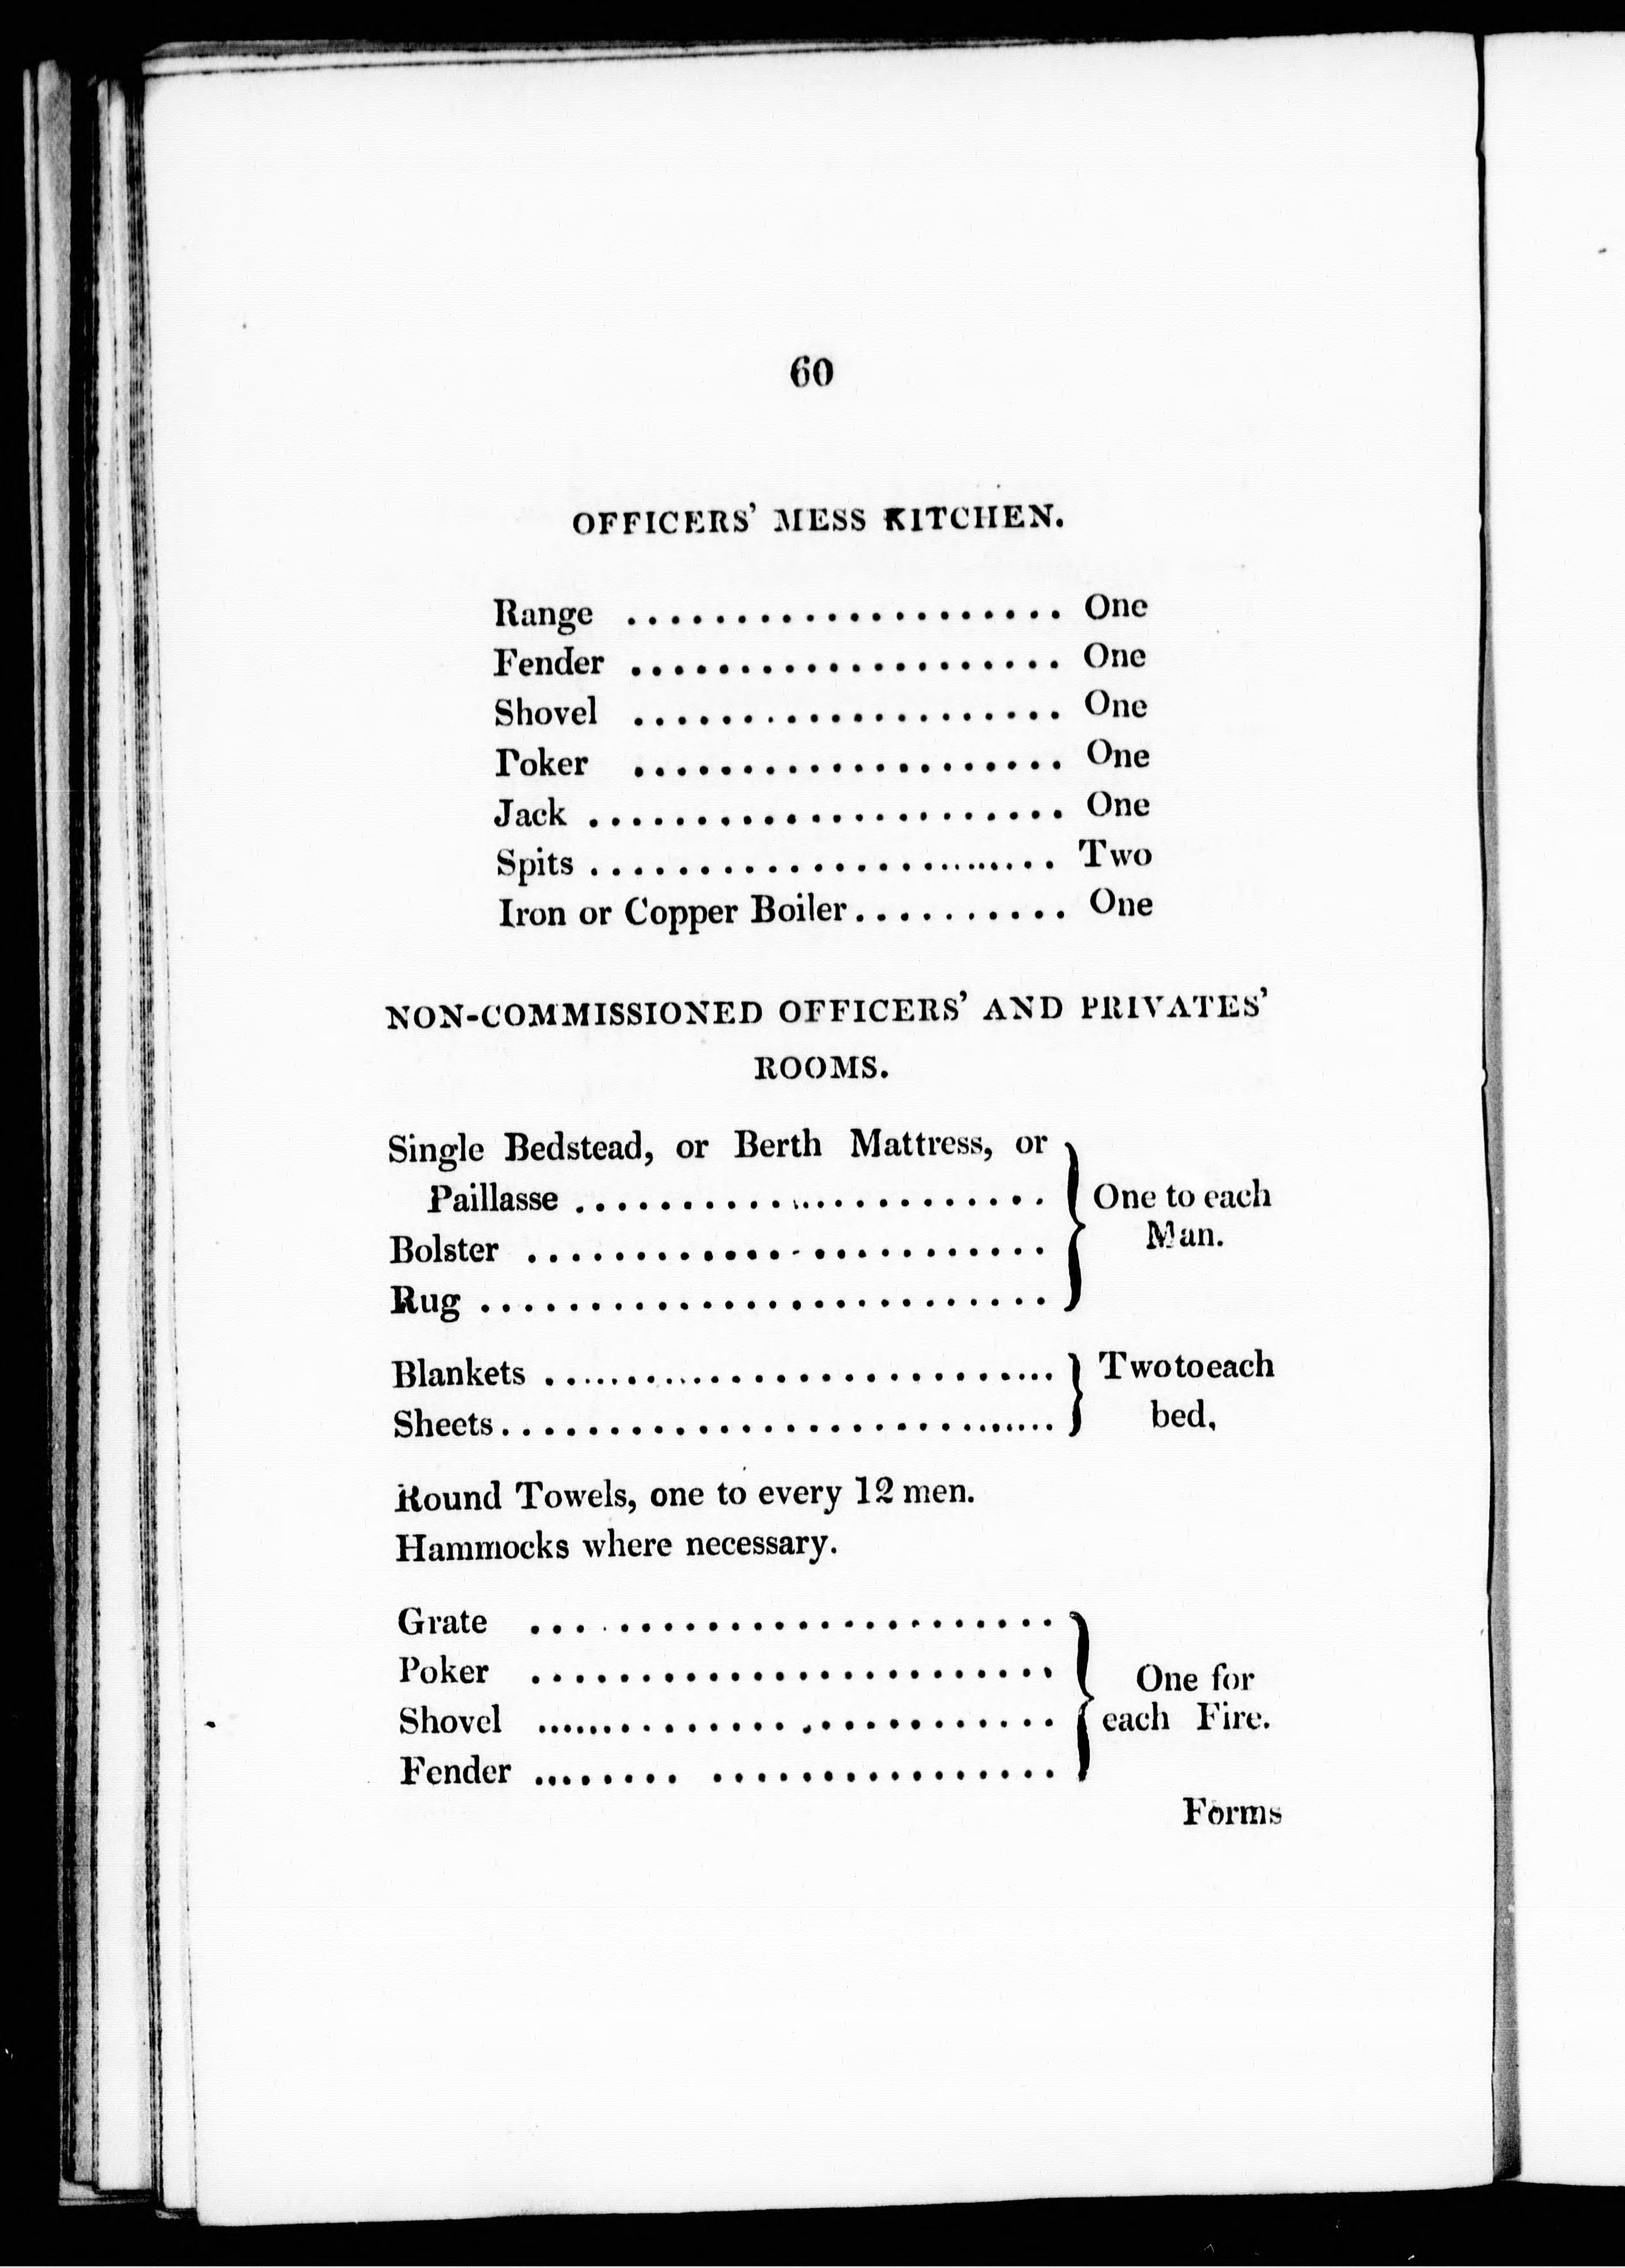 60
OFFICERS' MESS KITCHEN.
Range .................... One
Fender .................... One
Shovel .................... One
Poker .................... One
Jack ...................... One
Spits ...................... Two
Iron or Copper Boiler.......... One
NON-COMMISSIONED OFFICERS' AND PRIVATES'
ROOMS.
Single Bedstead, or Berth Mattress, or
Paillasse ...................... } One to each
Bolster ........................ Man.
Rug ..........................
Blankets ........................ } Two to each
Sheets.......................... bed.
Round Towels, one to every 12 men.
Hammocks where necessary.
Grate ........................
Poker ........................ } One for
Shovel ........................ each Fire.
Fender ........................
Forms